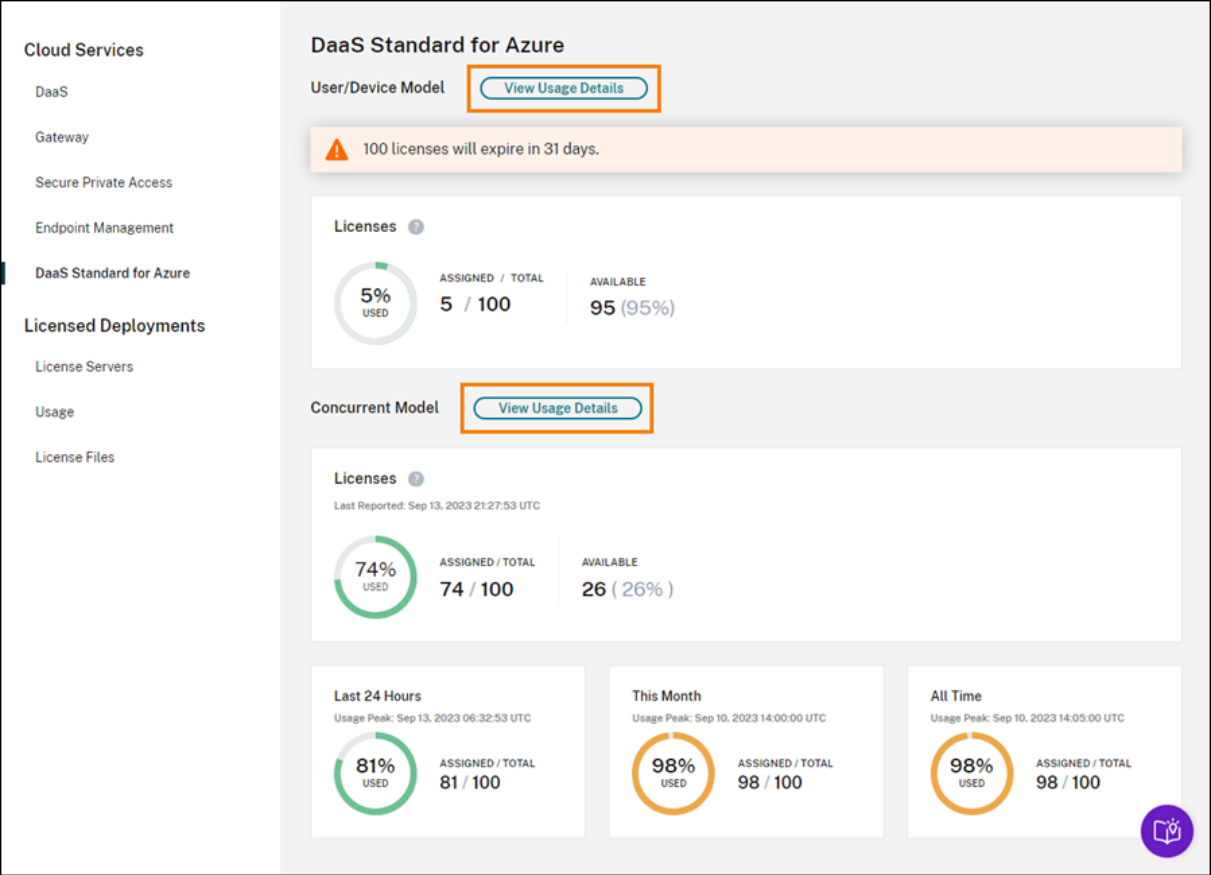 Cloud Services
DaaS
Gateway
Secure Private Access
Endpoint Management
DaaS Standard for Azure
Licensed Deployments
License Servers
Usage
License Files
DaaS Standard for Azure
User/Device Model
View Usage Details
100 licenses will expire in 31 days.
Licenses ?
5%
USED
ASSIGNED / TOTAL
5 / 100
AVAILABLE
95 (95%)
Concurrent Model
View Usage Details
Licenses ?
Last Reported: Sep 13, 2023 21:27:53 UTC
74%
USED
ASSIGNED / TOTAL
74 / 100
AVAILABLE
26 ( 26% )
Last 24 Hours
Usage Peak: Sep 13, 2023 06:32:53 UTC
81%
USED
ASSIGNED / TOTAL
81 / 100
This Month
Usage Peak: Sep 10, 2023 14:00:00 UTC
98%
USED
ASSIGNED / TOTAL
98 / 100
All Time
Usage Peak: Sep 10, 2023 14:05:00 UTC
98%
USED
ASSIGNED / TOTAL
98 / 100